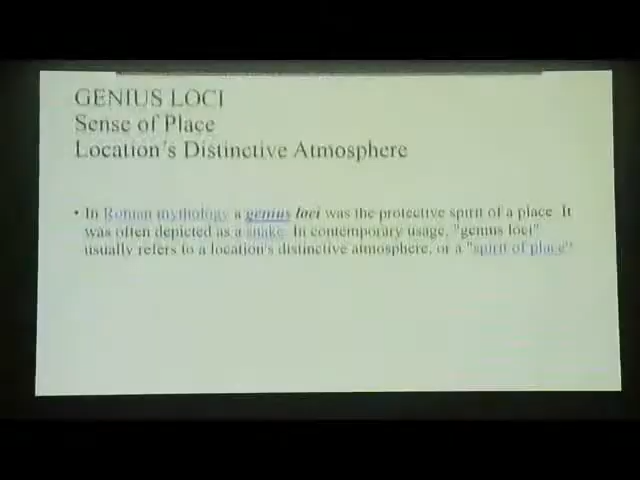 GENIUS LOCI
Sense of Place
Location's Distinctive Atmosphere
• In Roman mythology a genius loci was the protective spirit of a place. It
was often depicted as a snake. In contemporary usage, "genius loci"
usually refers to a location's distinctive atmosphere, or a "spirit of place"